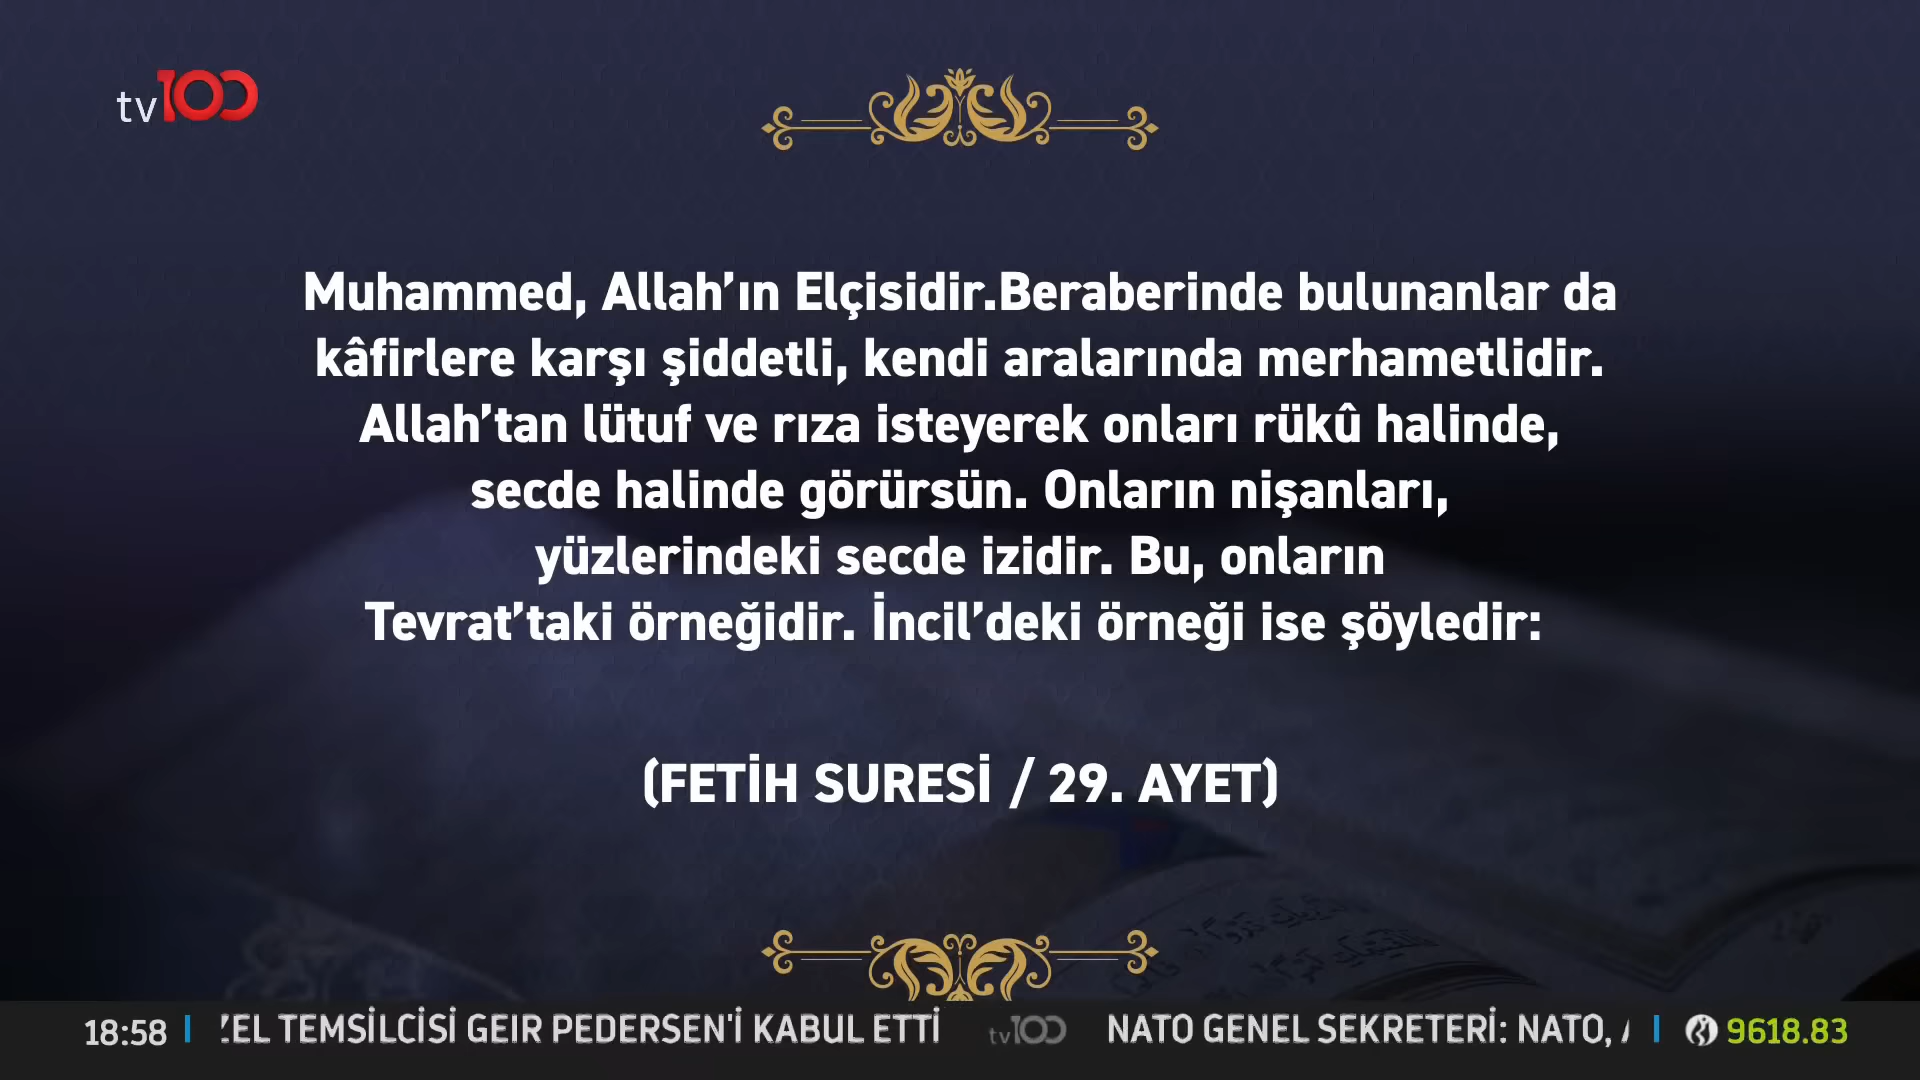 tv100
Muhammed, Allah’ın Elçisidir.Beraberinde bulunanlar da
kâfirlere karşı şiddetli, kendi aralarında merhametlidir.
Allah’tan lütuf ve rıza isteyerek onları rükû halinde,
secde halinde görürsün. Onların nişanları,
yüzlerindeki secde izidir. Bu, onların
Tevrat’taki örneğidir. İncil’deki örneği ise şöyledir:
(FETİH SURESİ / 29. AYET)
18:58 TEMSİLCİSİ GEIR PEDERSEN'İ KABUL ETTİ tv100 NATO GENEL SEKRETERİ: NATO, 9618.83